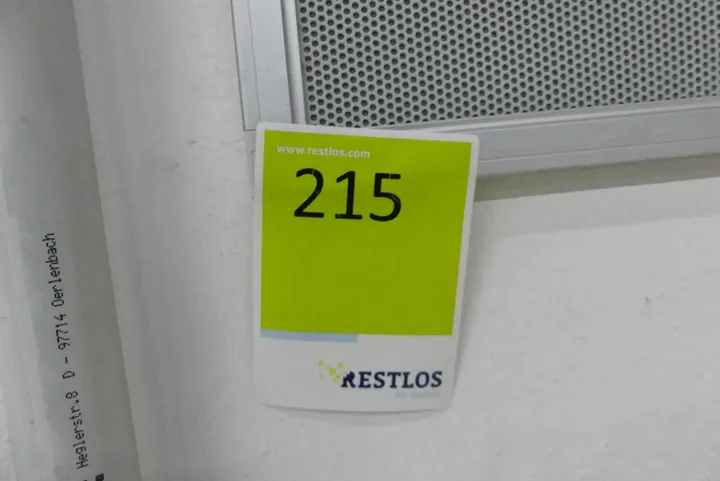 www.restlos.com
215
RESTLOS
Heglerstr.8 D - 97714 Oerlenbach